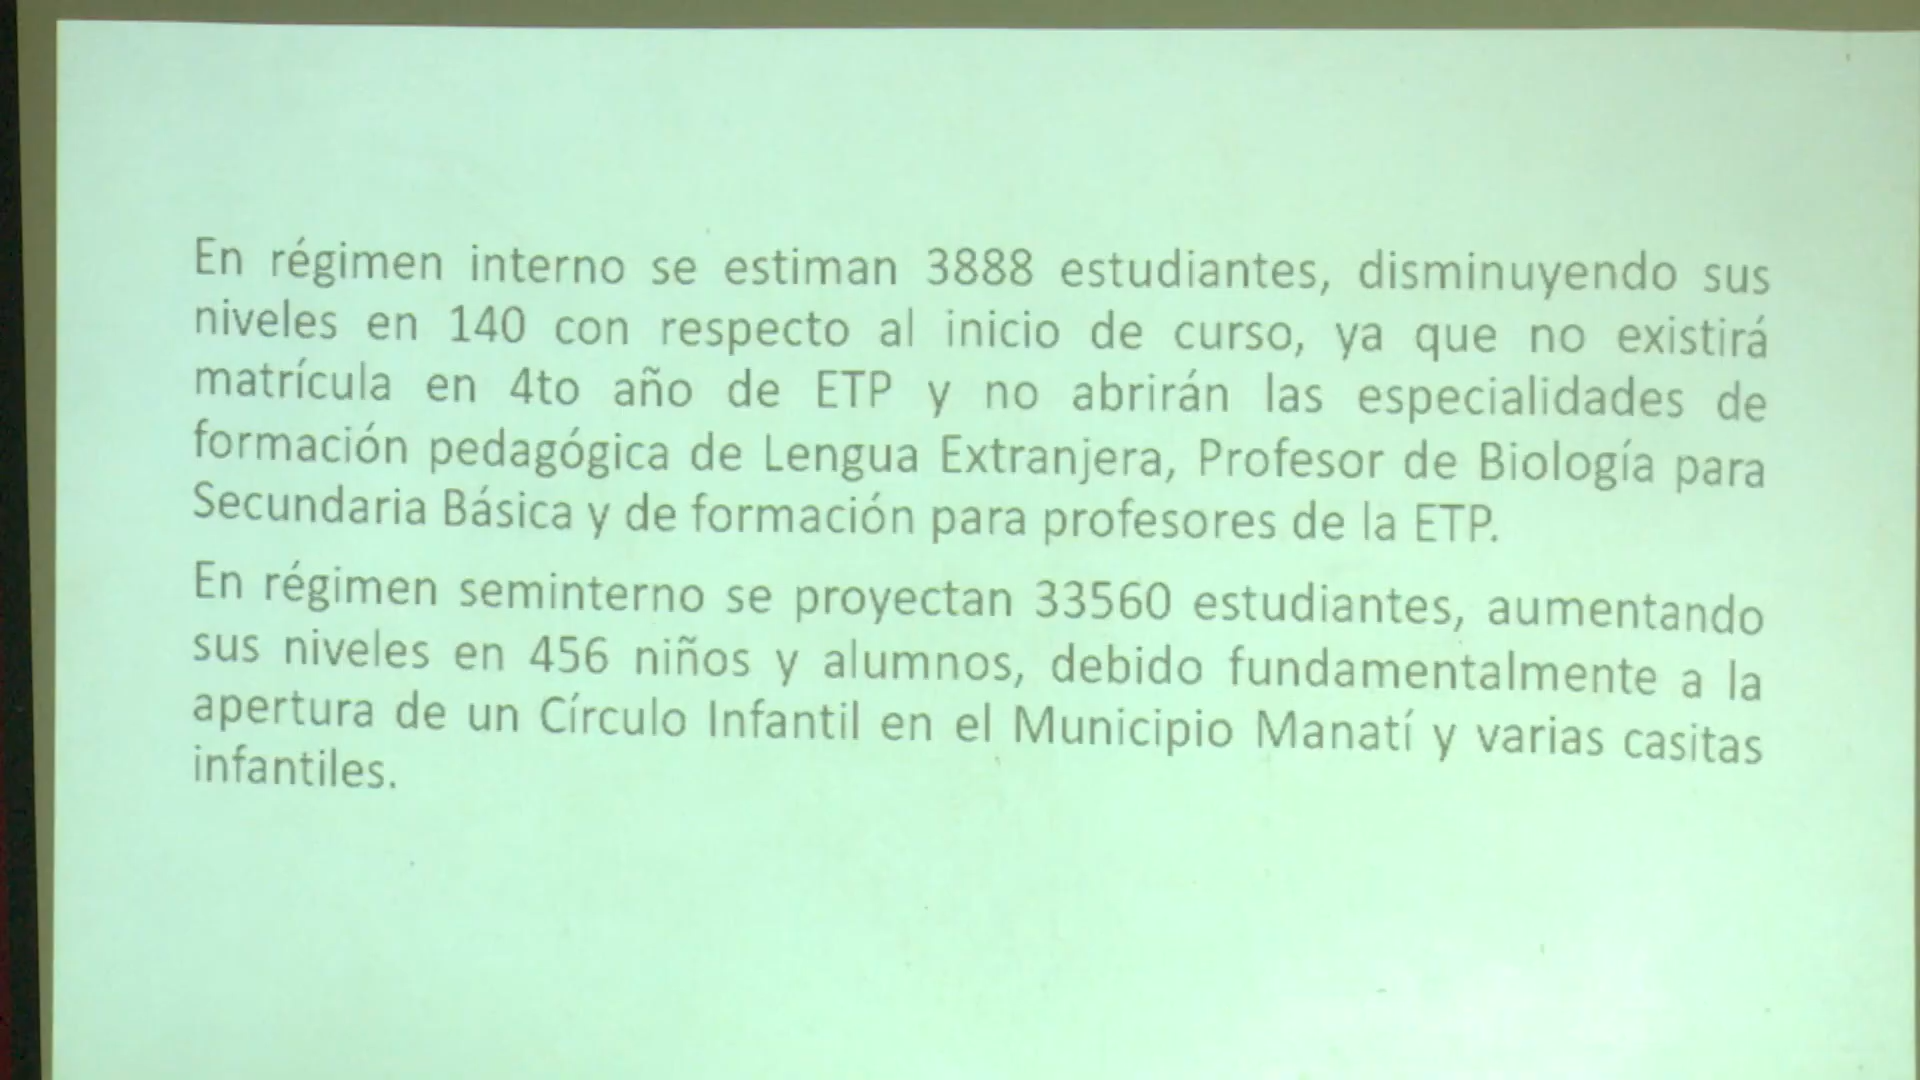 En régimen interno se estiman 3888 estudiantes, disminuyendo sus
niveles en 140 con respecto al inicio de curso, ya que no existirá
matrícula en 4to año de ETP y no abrirán las especialidades de
formación pedagógica de Lengua Extranjera, Profesor de Biología para
Secundaria Básica y de formación para profesores de la ETP.
En régimen seminterno se proyectan 33560 estudiantes, aumentando
sus niveles en 456 niños y alumnos, debido fundamentalmente a la
apertura de un Círculo Infantil en el Municipio Manatí y varias casitas
infantiles.